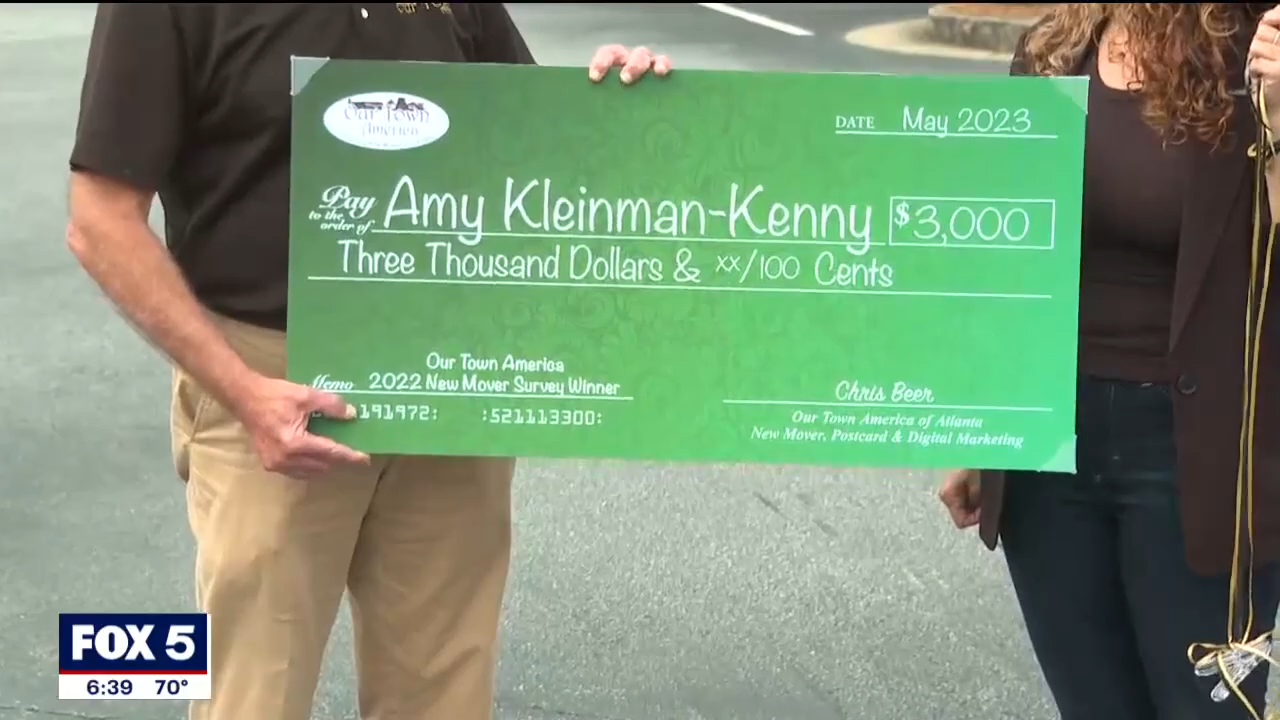 Our Town
America
DATE May 2023
Pay to the order of Amy Kleinman-Kenny $3,000
Three Thousand Dollars & xx/100 Cents
Our Town America
Memo 2022 New Mover Survey Winner
191972: :521113300:
Chris Beer
Our Town America of Atlanta
New Mover, Postcard & Digital Marketing
FOX 5
6:39 70°